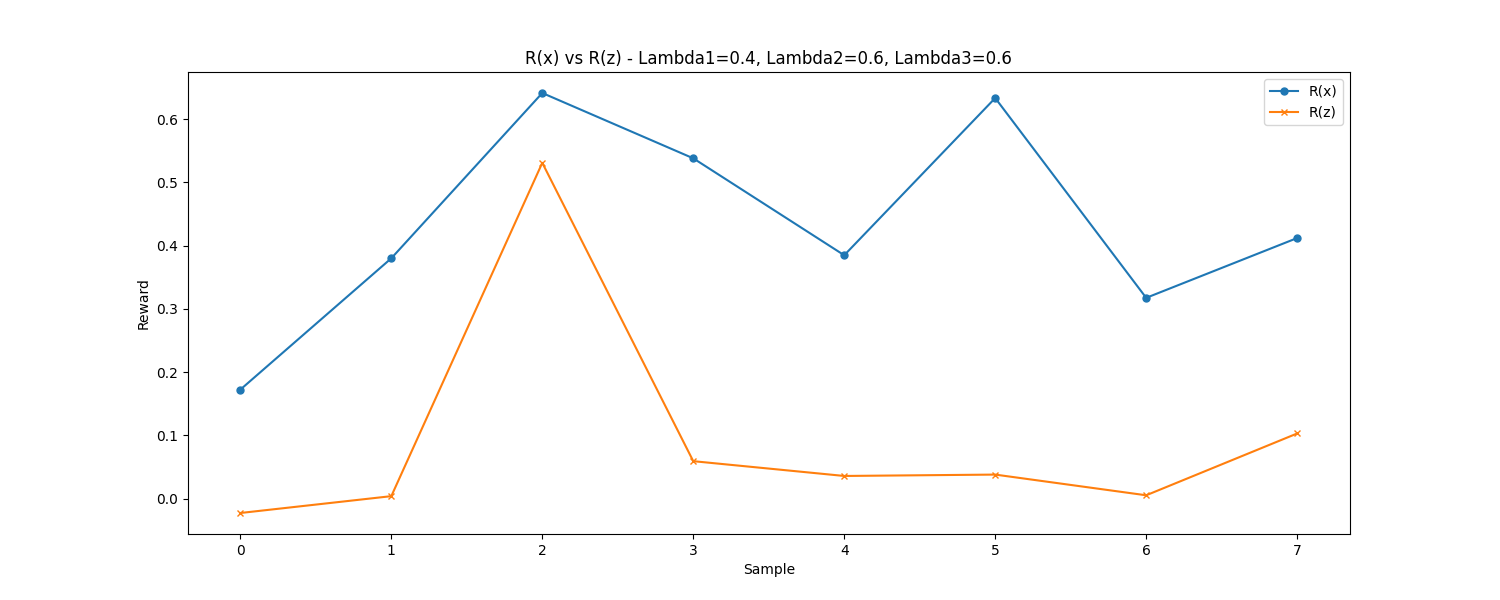 R(x) vs R(z) - Lambda1=0.4, Lambda2=0.6, Lambda3=0.6
R(x)
R(z)
0.6
0.5
0.4
0.3
0.2
0.1
0.0
Reward
0 1 2 3 4 5 6 7
Sample